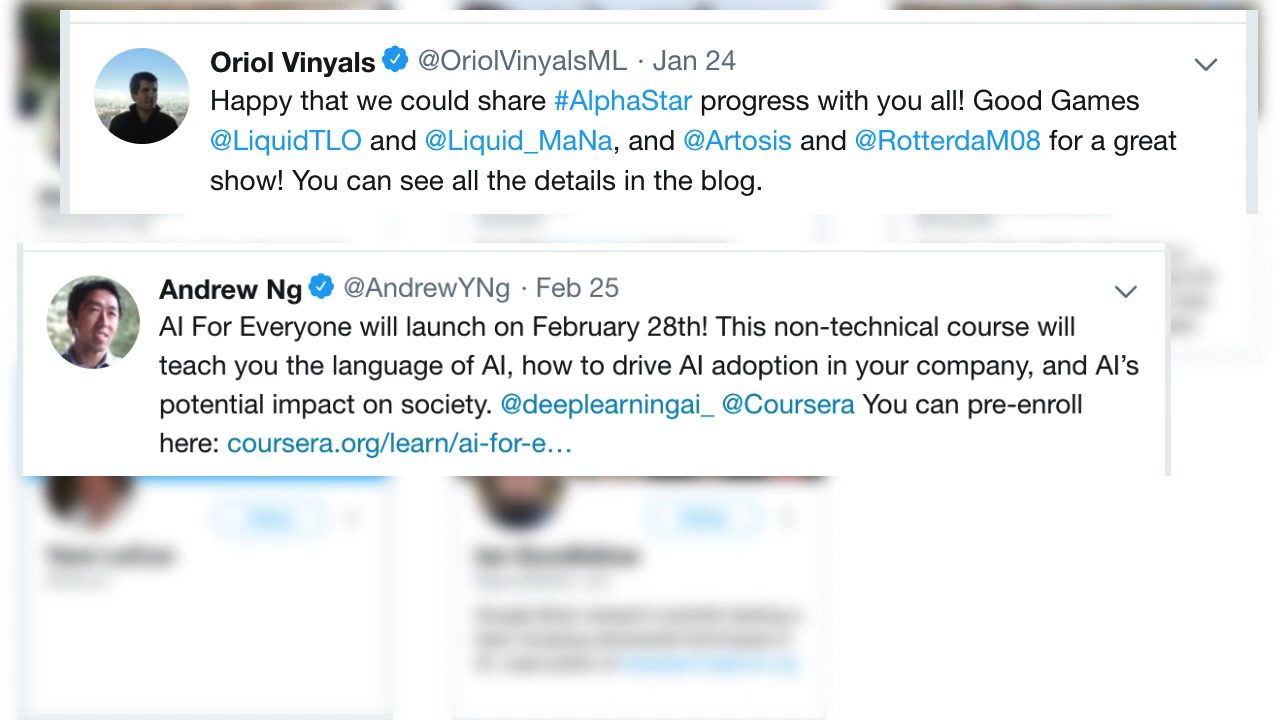 Oriol Vinyals @OriolVinyalsML · Jan 24
Happy that we could share #AlphaStar progress with you all! Good Games
@LiquidTLO and @Liquid_MaNa, and @Artosis and @RotterdaM08 for a great
show! You can see all the details in the blog.
Andrew Ng @AndrewYNg · Feb 25
AI For Everyone will launch on February 28th! This non-technical course will
teach you the language of AI, how to drive AI adoption in your company, and AI’s
potential impact on society. @deeplearningai_ @Coursera You can pre-enroll
here: coursera.org/learn/ai-for-e…